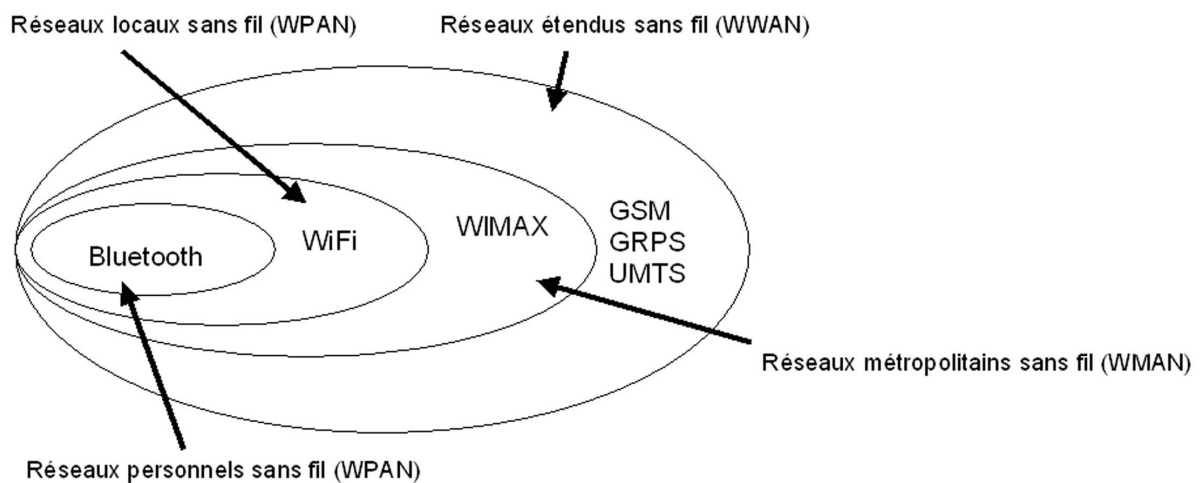 Réseaux locaux sans fil (WPAN)
Réseaux étendus sans fil (WWAN)
Bluetooth
WiFi
WIMAX
GSM
GRPS
UMTS
Réseaux métropolitains sans fil (WMAN)
Réseaux personnels sans fil (WPAN)